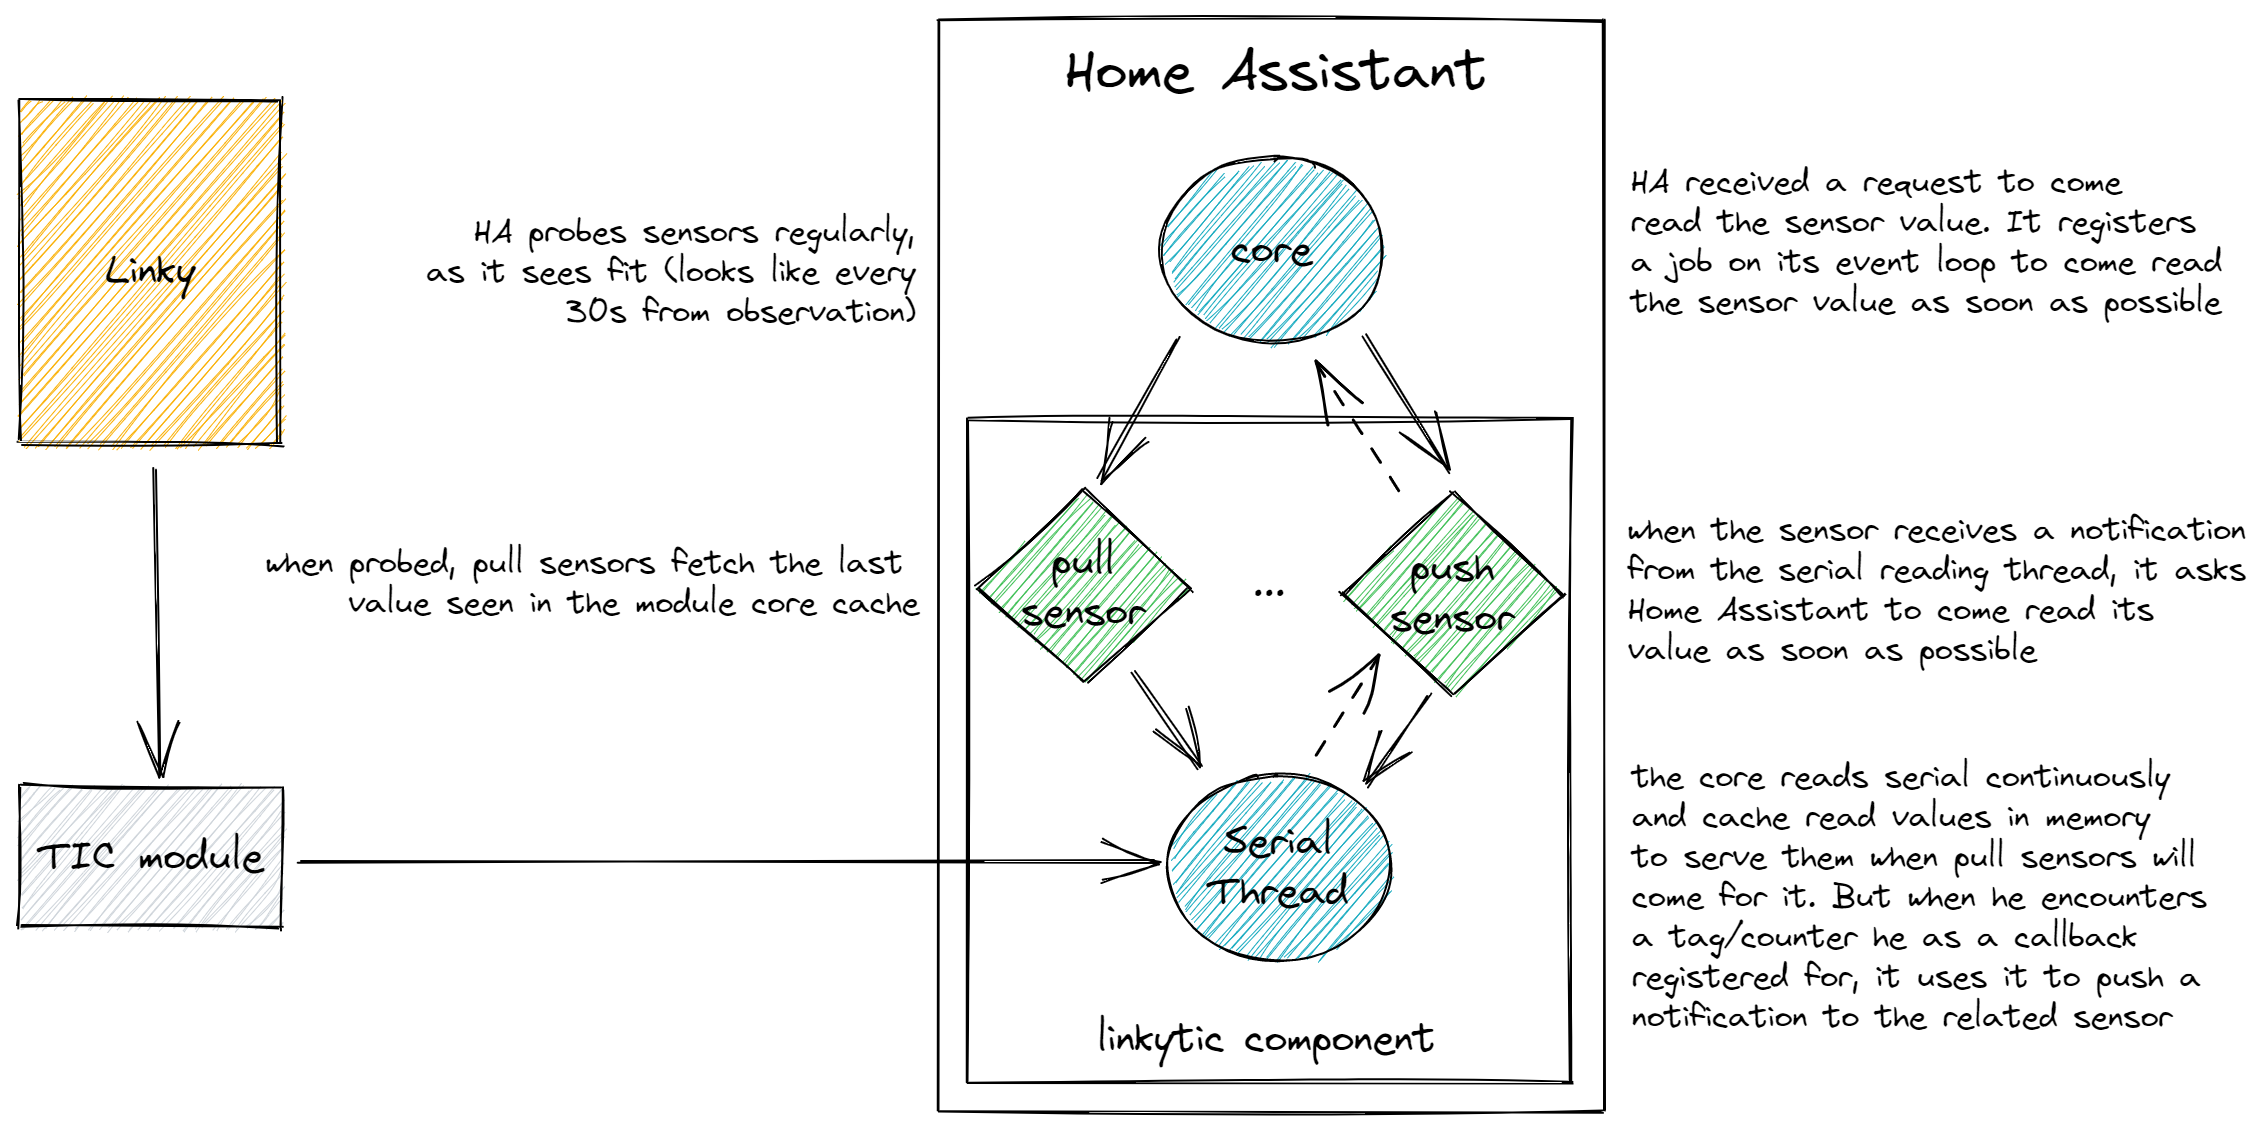 Home Assistant
Linky
HA probes sensors regularly,
as it sees fit (looks like every
30s from observation)
core
HA received a request to come
read the sensor value. It registers
a job on its event loop to come read
the sensor value as soon as possible
when probed, pull sensors fetch the last
value seen in the module core cache
pull
sensor
...
push
sensor
when the sensor receives a notification
from the serial reading thread, it asks
Home Assistant to come read its
value as soon as possible
TIC module
Serial
Thread
the core reads serial continuously
and cache read values in memory
to serve them when pull sensors will
come for it. But when he encounters
a tag/counter he as a callback
registered for, it uses it to push a
notification to the related sensor
linkytic component